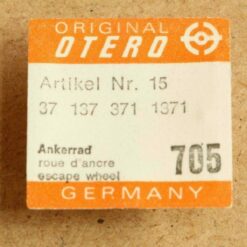 ORIGINAL
OTERO
Artikel Nr. 15
37 137 371 1371
Ankerrad
roue d'ancre
escape wheel
705
GERMANY